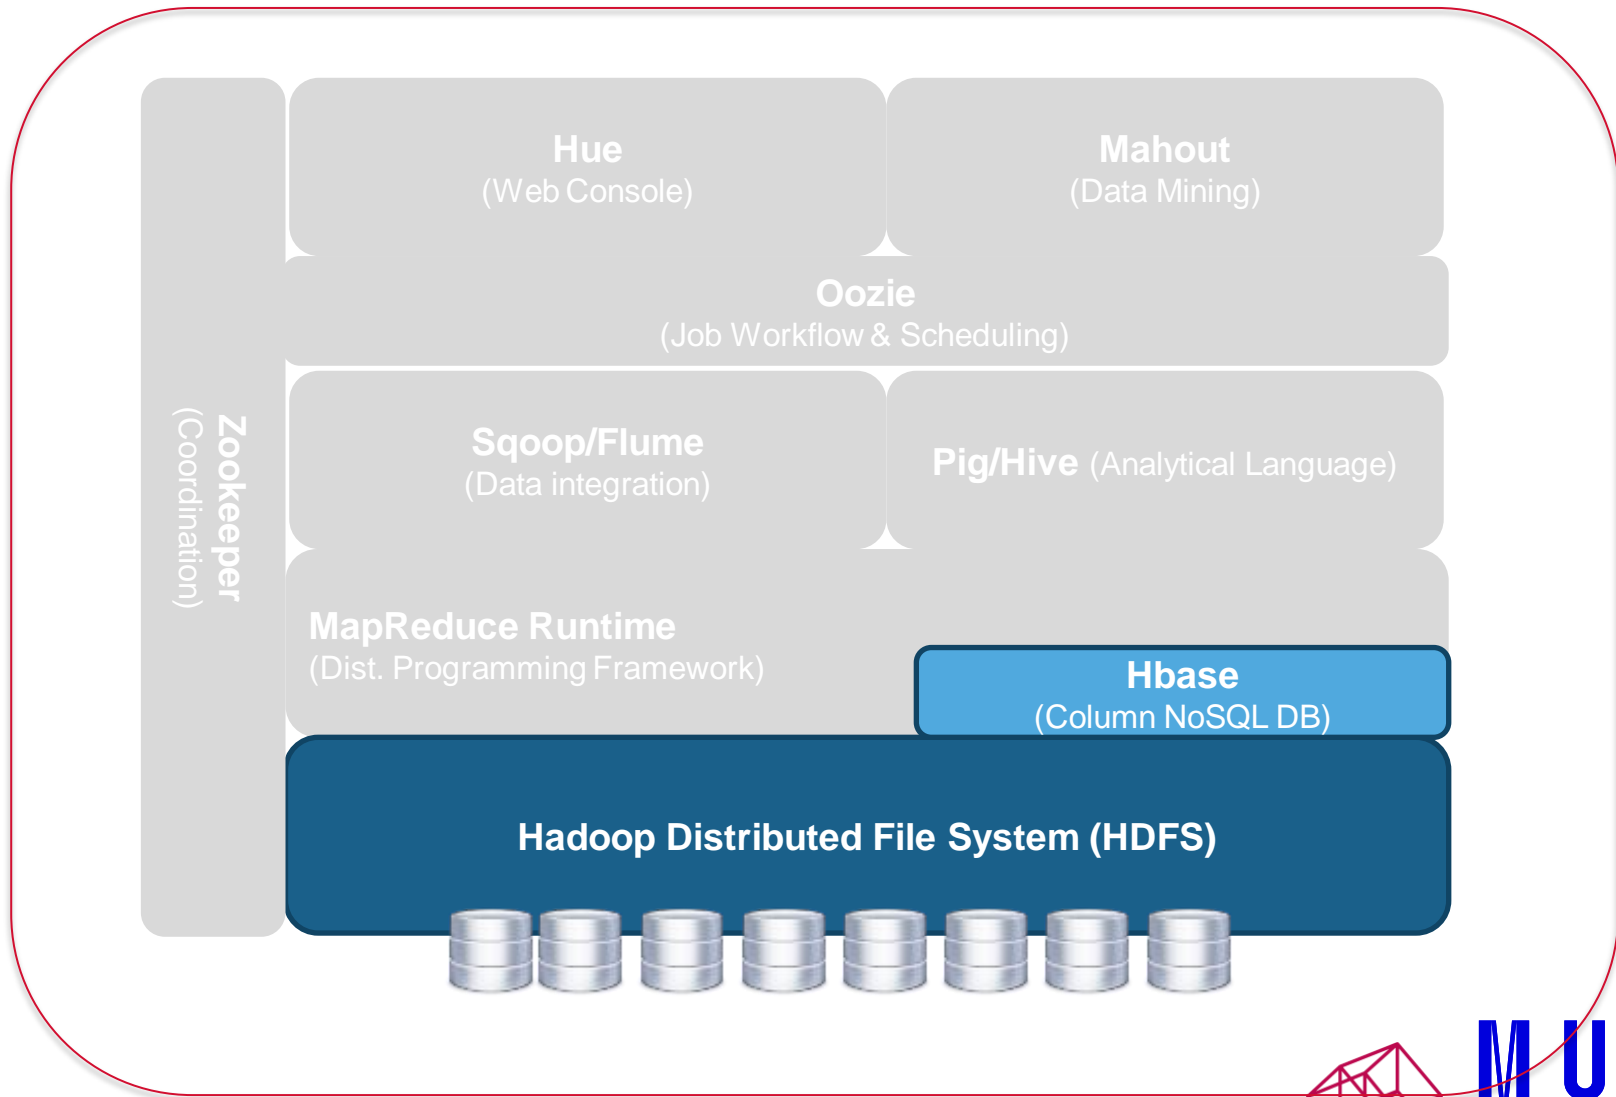 Hue
(Web Console)
Mahout
(Data Mining)
Oozie
(Job Workflow & Scheduling)
Zookeeper
(Coordination)
Sqoop/Flume
(Data integration)
Pig/Hive (Analytical Language)
MapReduce Runtime
(Dist. Programming Framework)
Hbase
(Column NoSQL DB)
Hadoop Distributed File System (HDFS)
M U